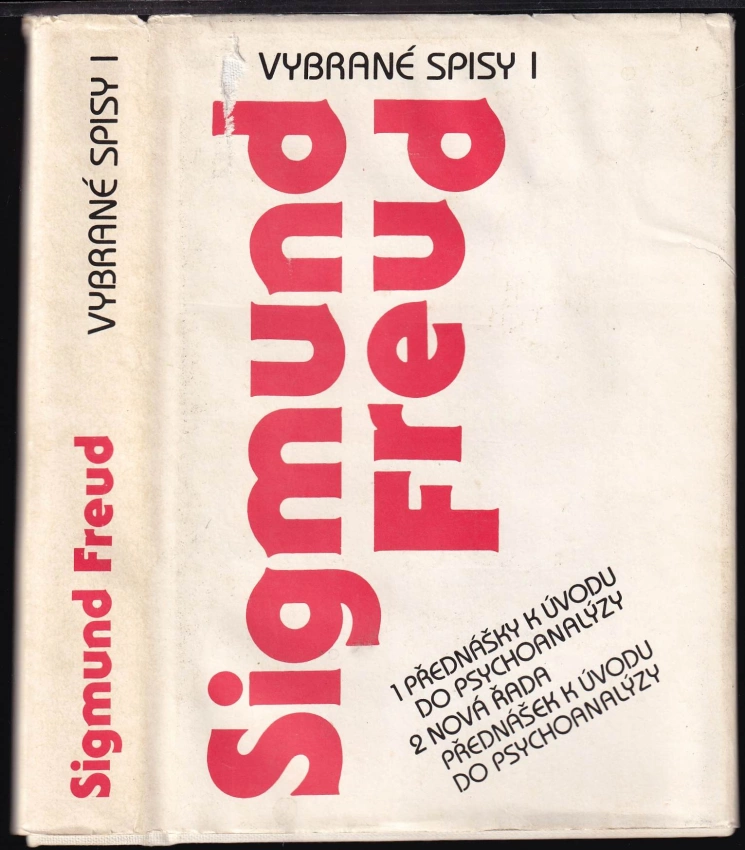 VYBRANÉ SPISY I
Sigmund Freud
VYBRANÉ SPISY I
Sigmund
Freud
1 PŘEDNÁŠKY K ÚVODU
DO PSYCHOANALÝZY
2 NOVÁ ŘADA
PŘEDNÁŠEK K ÚVODU
DO PSYCHOANALÝZY